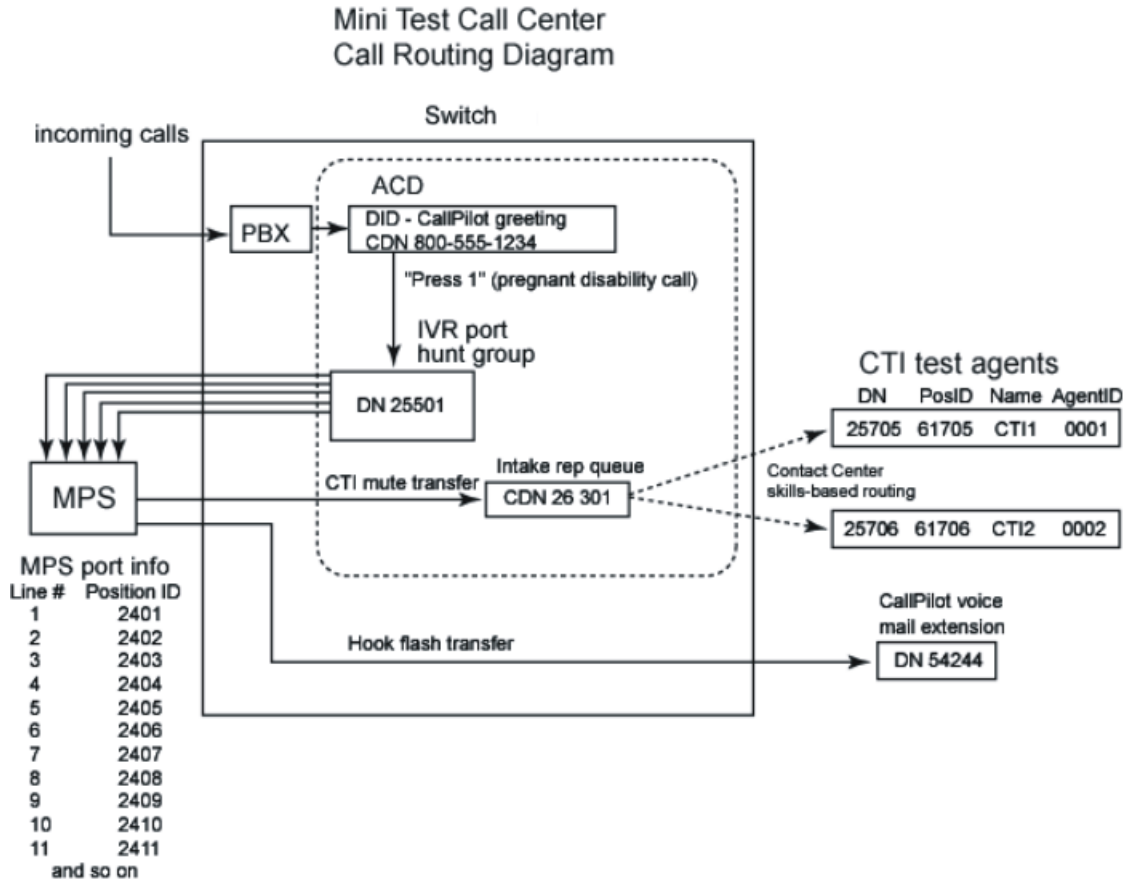 Mini Test Call Center
Call Routing Diagram
Switch
incoming calls
ACD
PBX
DID - CallPilot greeting
CDN 800-555-1234
"Press 1" (pregnant disability call)
IVR port
hunt group
DN 25501
CTI test agents
DN PosID Name AgentID
25705 61705 CTI1 0001
Contact Center
skills-based routing
25706 61706 CTI2 0002
MPS
CTI mute transfer
Intake rep queue
CDN 26 301
MPS port info
Line # Position ID
1 2401
2 2402
3 2403
4 2404
5 2405
6 2406
7 2407
8 2408
9 2409
10 2410
11 2411
and so on
Hook flash transfer
CallPilot voice
mail extension
DN 54244